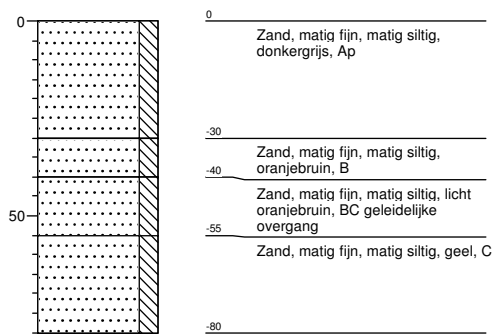 0
0
Zand, matig fijn, matig siltig,
donkergrijs, Ap
-30
Zand, matig fijn, matig siltig,
oranjebruin, B
-40
Zand, matig fijn, matig siltig, licht
oranjebruin, BC geleidelijke
overgang
50
-55
Zand, matig fijn, matig siltig, geel, C
-80